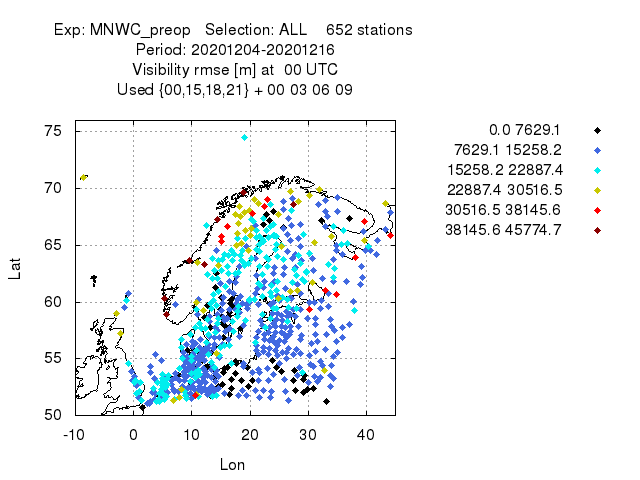 Exp: MNWC_preop   Selection: ALL    652 stations
Period: 20201204-20201216
Visibility rmse [m] at  00 UTC
Used {00,15,18,21} + 00 03 06 09
0.0 7629.1
7629.1 15258.2
15258.2 22887.4
22887.4 30516.5
30516.5 38145.6
38145.6 45774.7
75
70
65
60
55
50
Lat
-10 0 10 20 30 40
Lon